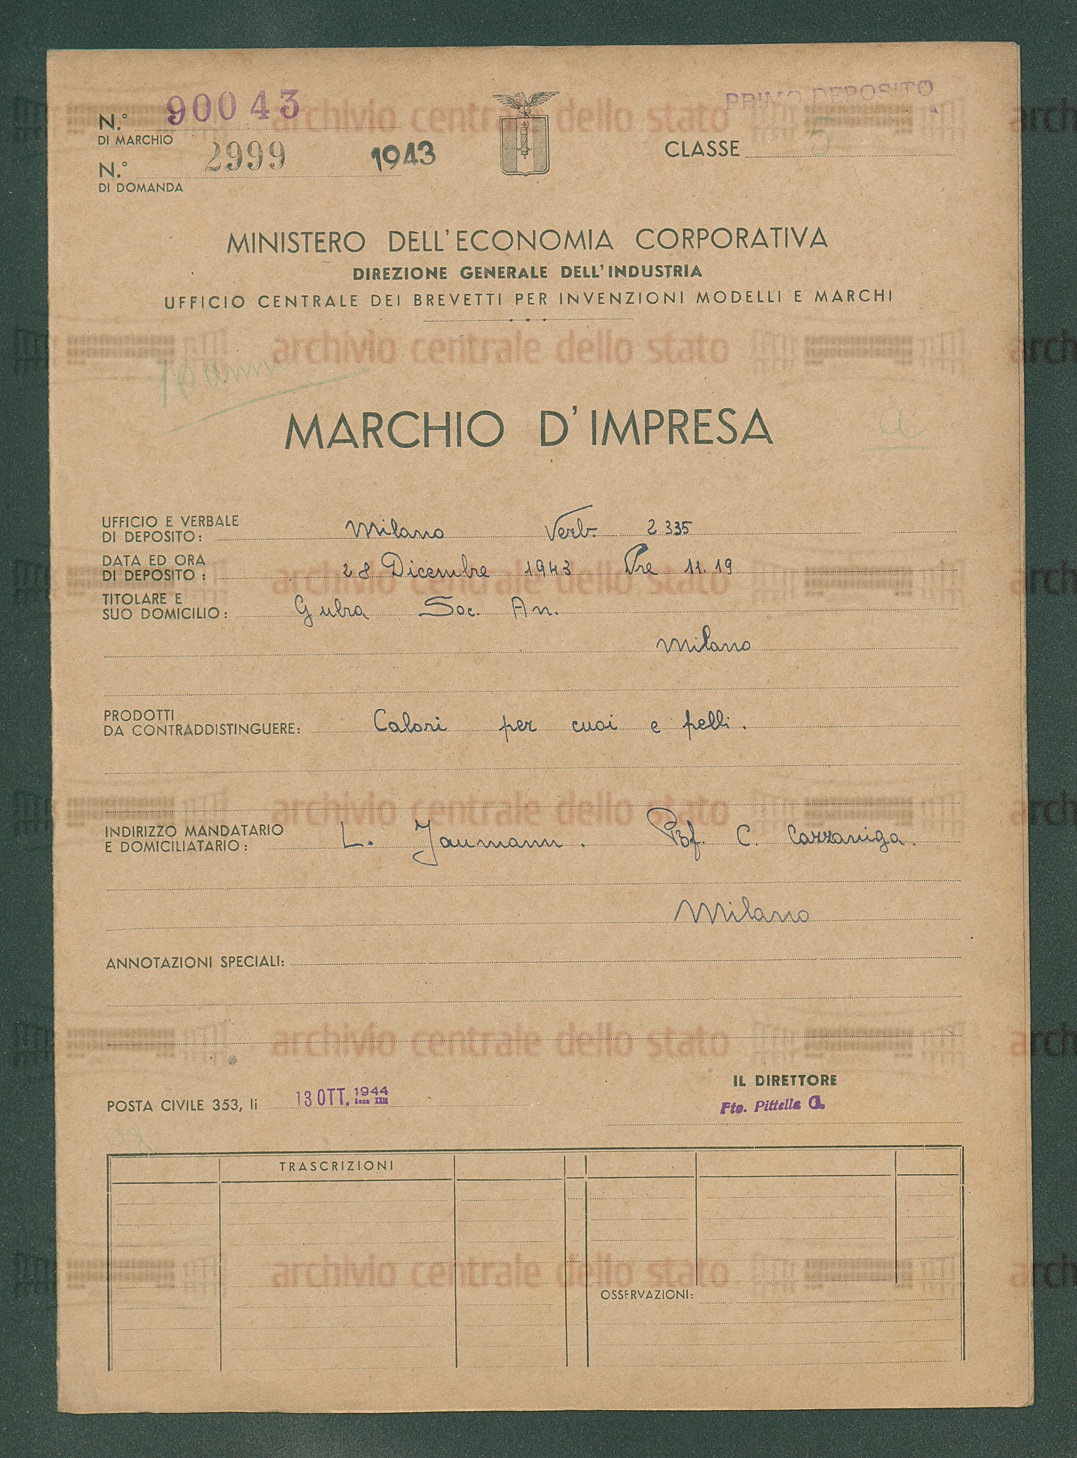 N.° 90043
DI MARCHIO
N.° 2999 1943
DI DOMANDA
PRIMO DEPOSITO
CLASSE 5
MINISTERO DELL'ECONOMIA CORPORATIVA
DIREZIONE GENERALE DELL'INDUSTRIA
UFFICIO CENTRALE DEI BREVETTI PER INVENZIONI MODELLI E MARCHI
archivio centrale dello stato
10 anni
MARCHIO D'IMPRESA
a
UFFICIO E VERBALE
DI DEPOSITO: Milano Verb. 2335
DATA ED ORA
DI DEPOSITO: 28 Dicembre 1943 Ore 11.19
TITOLARE E
SUO DOMICILIO: Gubra Soc. An.
Milano
PRODOTTI
DA CONTRADDISTINGUERE: Colori per cuoi e pelli.
INDIRIZZO MANDATARIO
E DOMICILIATARIO: L. Jaumann. C. Cazzaniga.
Milano
ANNOTAZIONI SPECIALI:
POSTA CIVILE 353, li 13 OTT. 1944
IL DIRETTORE
Fto. Pittella G.
TRASCRIZIONI
OSSERVAZIONI: